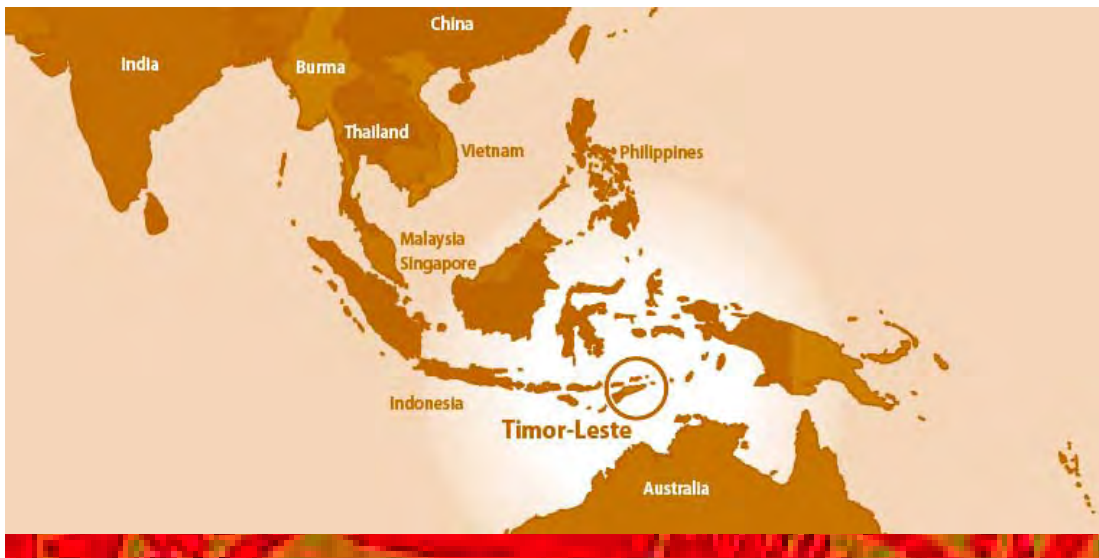 China
India
Burma
Thailand
Vietnam
Philippines
Malaysia
Singapore
Indonesia
Timor-Leste
Australia